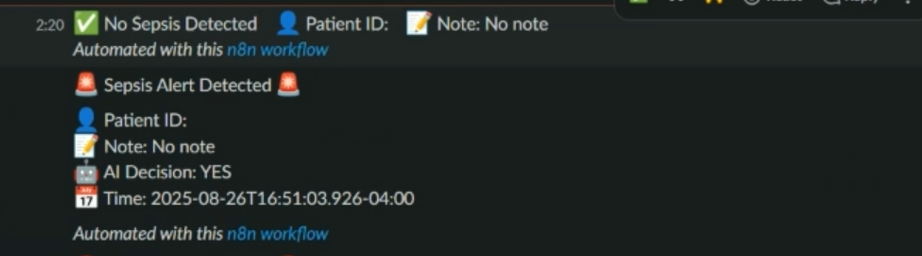 2:20 ✅ No Sepsis Detected 👤 Patient ID: 📝 Note: No note
Automated with this n8n workflow
🚨 Sepsis Alert Detected 🚨
👤 Patient ID:
📝 Note: No note
🤖 AI Decision: YES
📅 Time: 2025-08-26T16:51:03.926-04:00
Automated with this n8n workflow